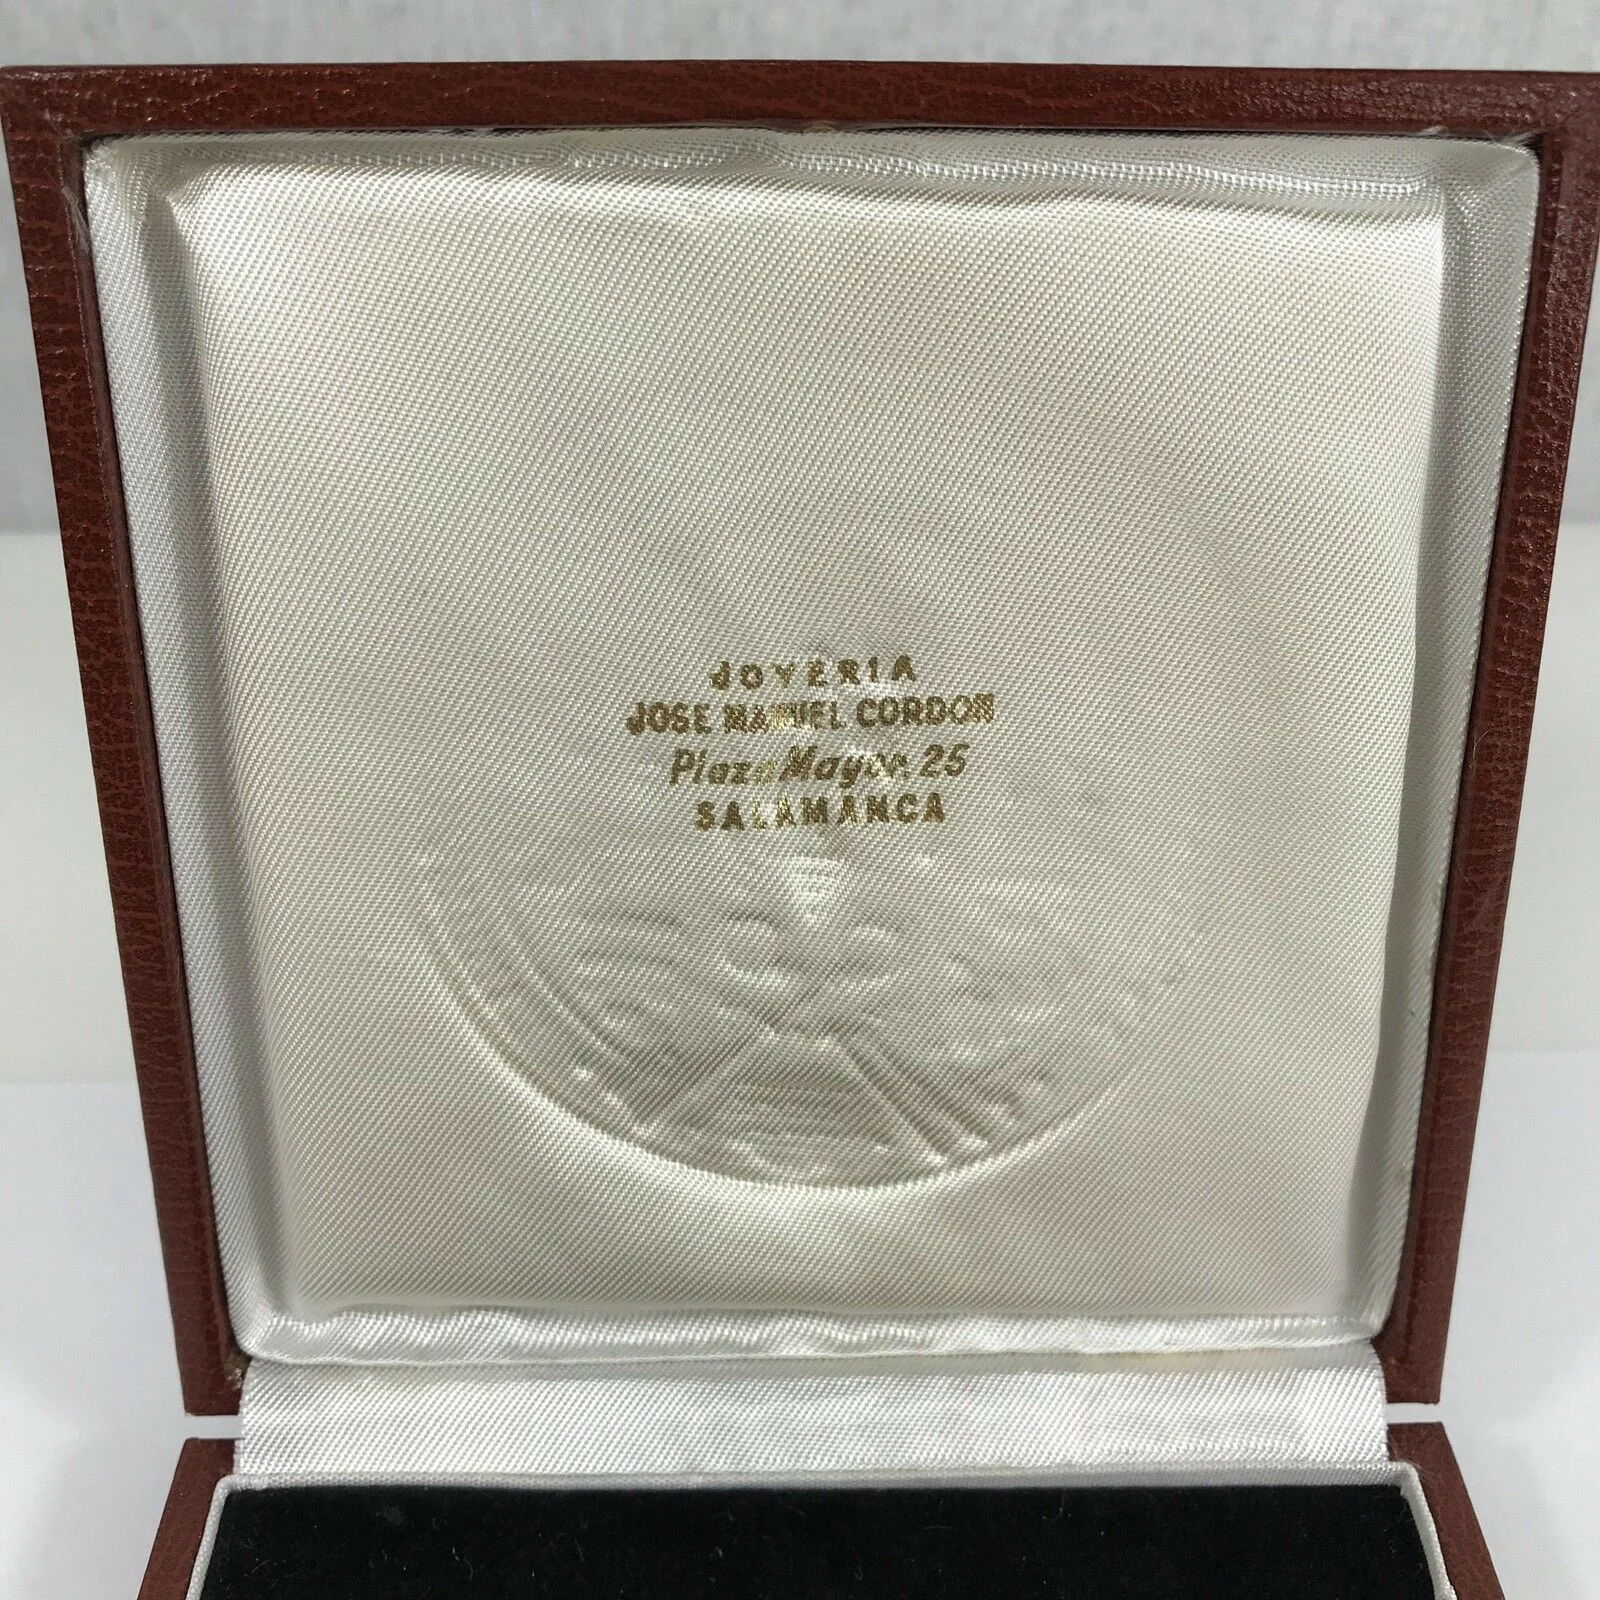 JOYERIA
JOSE MANUEL CORDON
Plaza Mayor, 25
SALAMANCA